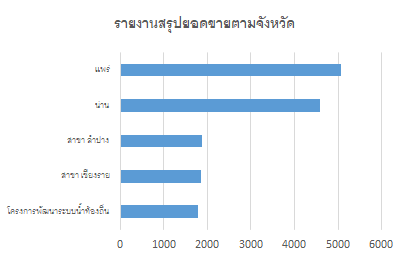 รายงานสรุปยอดขายตามจังหวัด
แพร่
น่าน
สาขา ลำปาง
สาขา เชียงราย
โครงการพัฒนาระบบน้ำท้องถิ่น
0 1000 2000 3000 4000 5000 6000